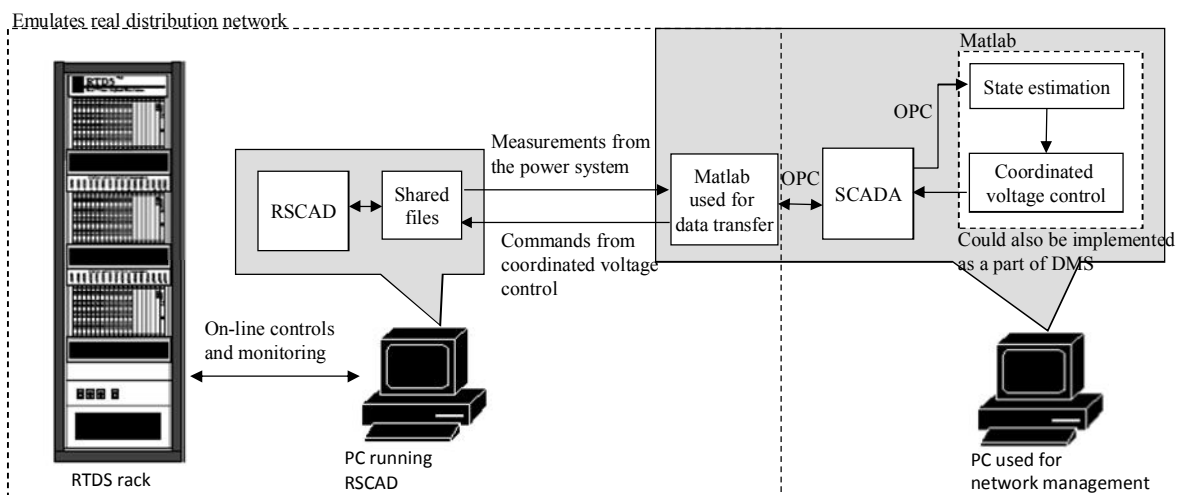 Emulates real distribution network
RTDS
RTDS rack
On-line controls
and monitoring
RSCAD
Shared
files
PC running
RSCAD
Measurements from
the power system
Commands from
coordinated voltage
control
Matlab
used for
data transfer
OPC
SCADA
OPC
Matlab
State estimation
Coordinated
voltage control
Could also be implemented
as a part of DMS
PC used for
network management